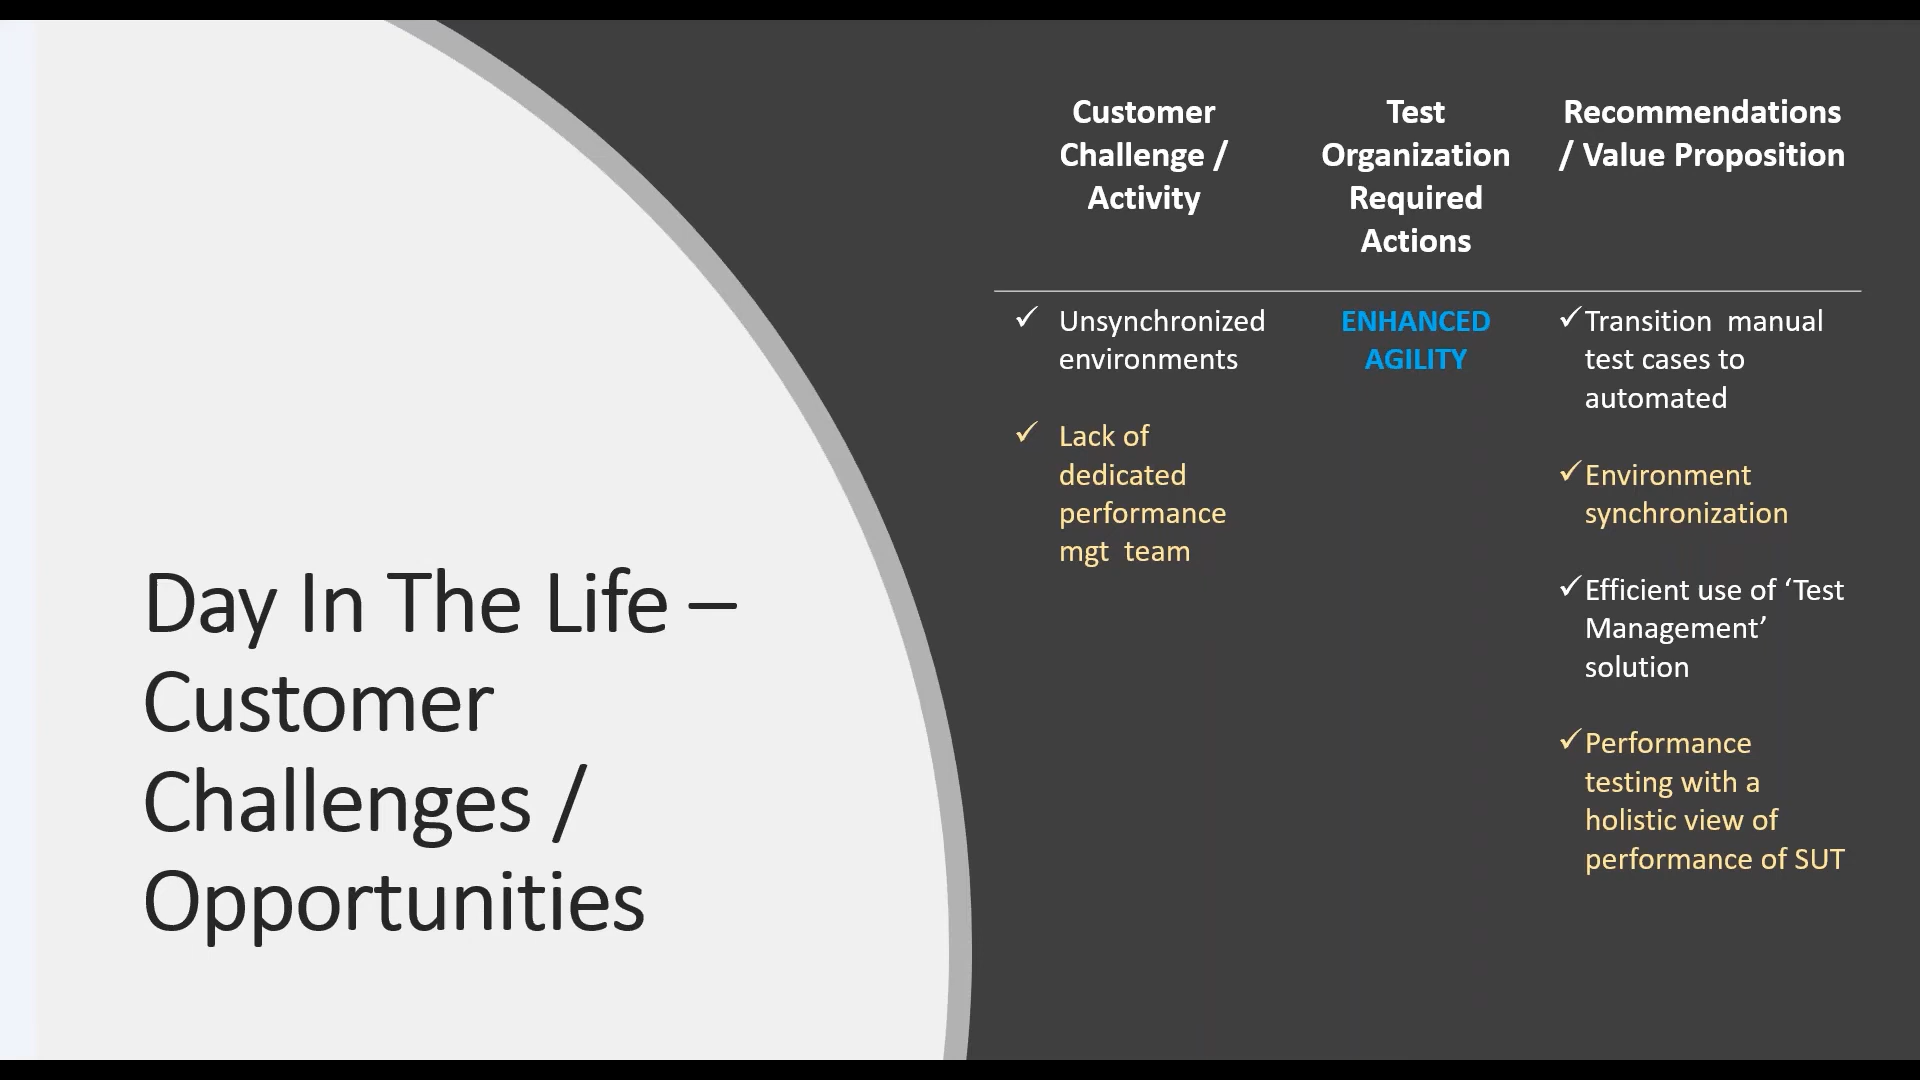 Day In The Life –
Customer
Challenges /
Opportunities
Customer
Challenge /
Activity
Test
Organization
Required
Actions
Recommendations
/ Value Proposition
✓ Unsynchronized
environments
✓ Lack of
dedicated
performance
mgt team
ENHANCED
AGILITY
✓Transition manual
test cases to
automated
✓Environment
synchronization
✓Efficient use of ‘Test
Management’
solution
✓Performance
testing with a
holistic view of
performance of SUT